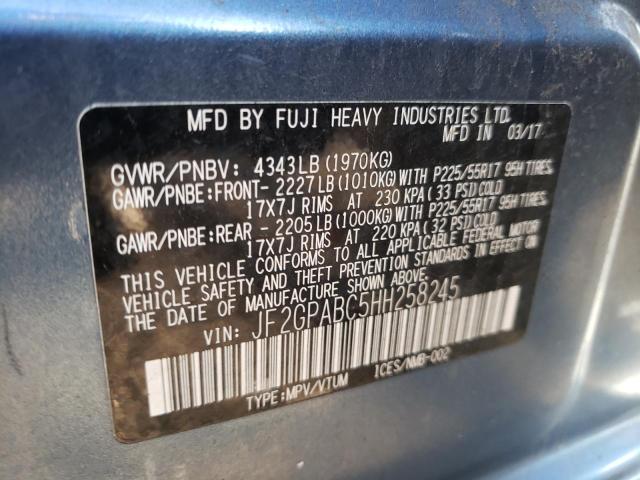 MFD BY FUJI HEAVY INDUSTRIES LTD.
MFD IN 03/17
GVWR/PNBV: 4343LB(1970KG)
GAWR/PNBE:FRONT-2227LB(1010KG)WITH P225/55R17 95H TIRES,
17X7J RIMS AT 230 KPA(33 PSI)COLD
GAWR/PNBE:REAR -2205LB(1000KG)WITH P225/55R17 95H TIRES,
17X7J RIMS AT 220 KPA(32 PSI)COLD
THIS VEHICLE CONFORMS TO ALL APPLICABLE FEDERAL MOTOR
VEHICLE SAFETY AND THEFT PREVENTION STANDARDS IN EFFECT ON
THE DATE OF MANUFACTURE SHOWN ABOVE.
VIN: JF2GPABC5HH258245
TYPE:MPV/VTUM ICES/NMB-002